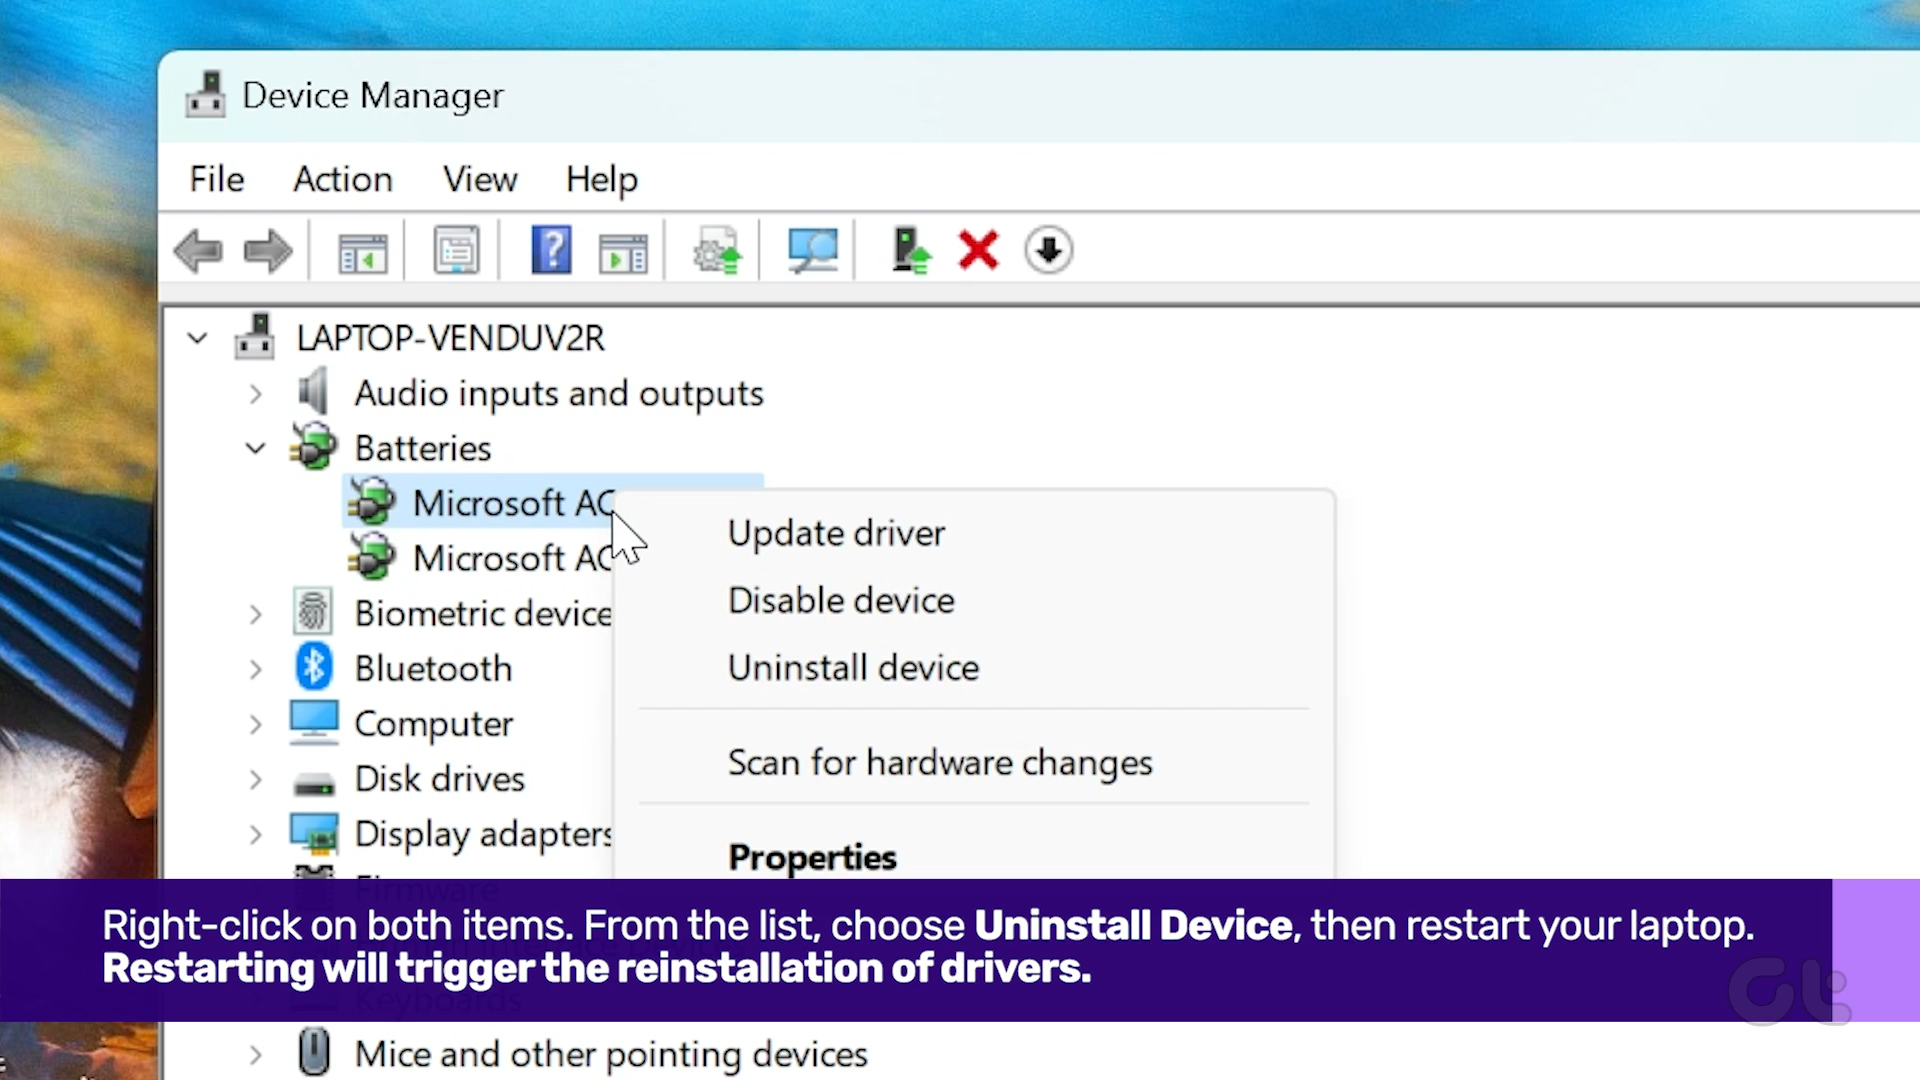 Device Manager
File Action View Help
LAPTOP-VENDUV2R
Audio inputs and outputs
Batteries
Microsoft AC
Update driver
Microsoft AC
Disable device
Biometric device
Uninstall device
Bluetooth
Computer
Scan for hardware changes
Disk drives
Display adapters
Properties
Firmware
Right-click on both items. From the list, choose Uninstall Device, then restart your laptop.
Restarting will trigger the reinstallation of drivers.
Keyboards
Mice and other pointing devices